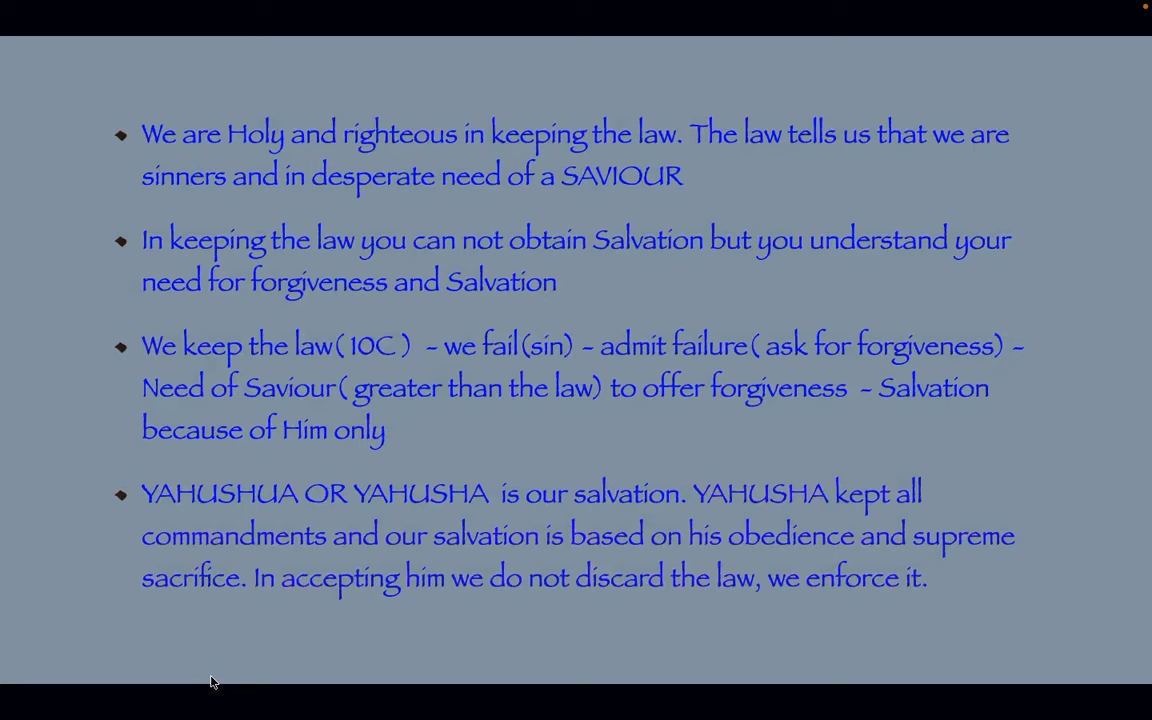 We are Holy and righteous in keeping the law. The law tells us that we are
sinners and in desperate need of a SAVIOUR
In keeping the law you can not obtain Salvation but you understand your
need for forgiveness and Salvation
We keep the law( 10C ) - we fail(sin) - admit failure( ask for forgiveness) -
Need of Saviour( greater than the law) to offer forgiveness - Salvation
because of Him only
YAHUSHUA OR YAHUSHA is our salvation. YAHUSHA kept all
commandments and our salvation is based on his obedience and supreme
sacrifice. In accepting him we do not discard the law, we enforce it.